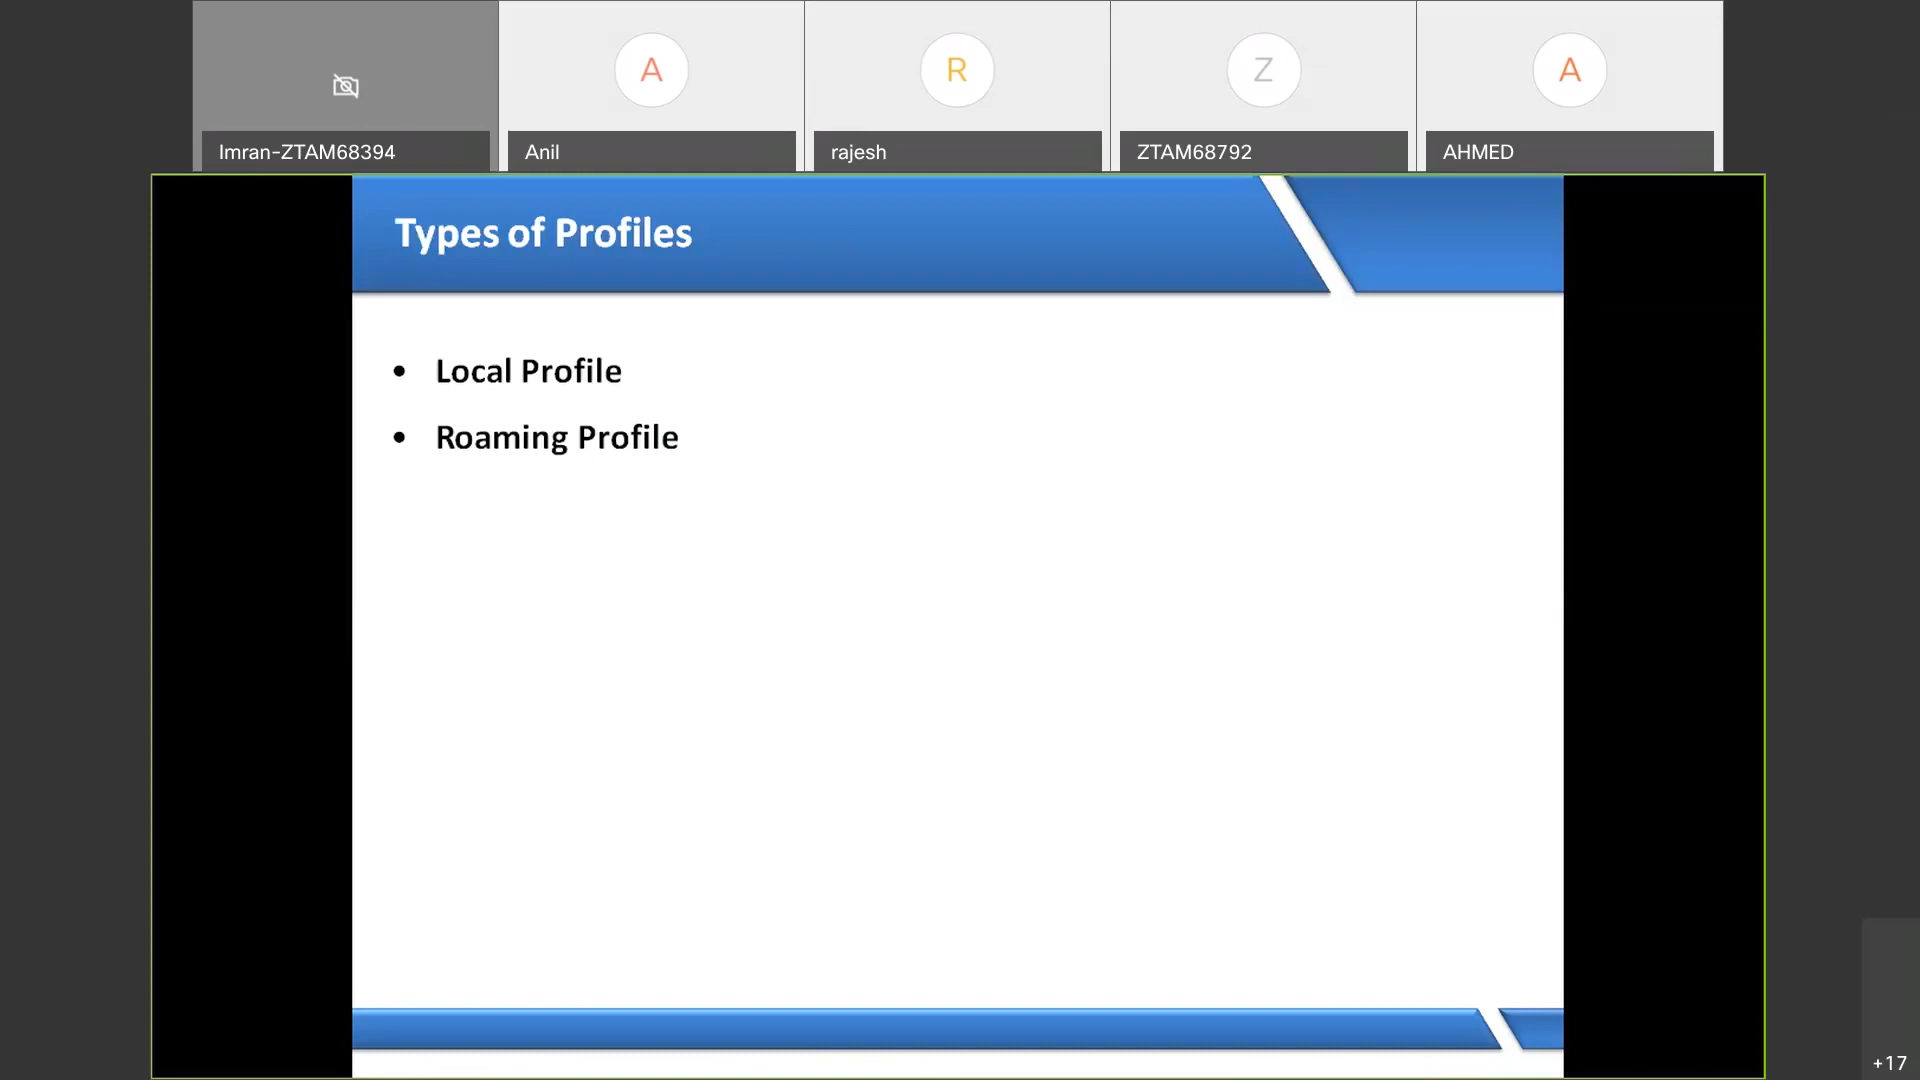 A
R
Z
A
Imran-ZTAM68394
Anil
rajesh
ZTAM68792
AHMED
Types of Profiles
• Local Profile
• Roaming Profile
+17